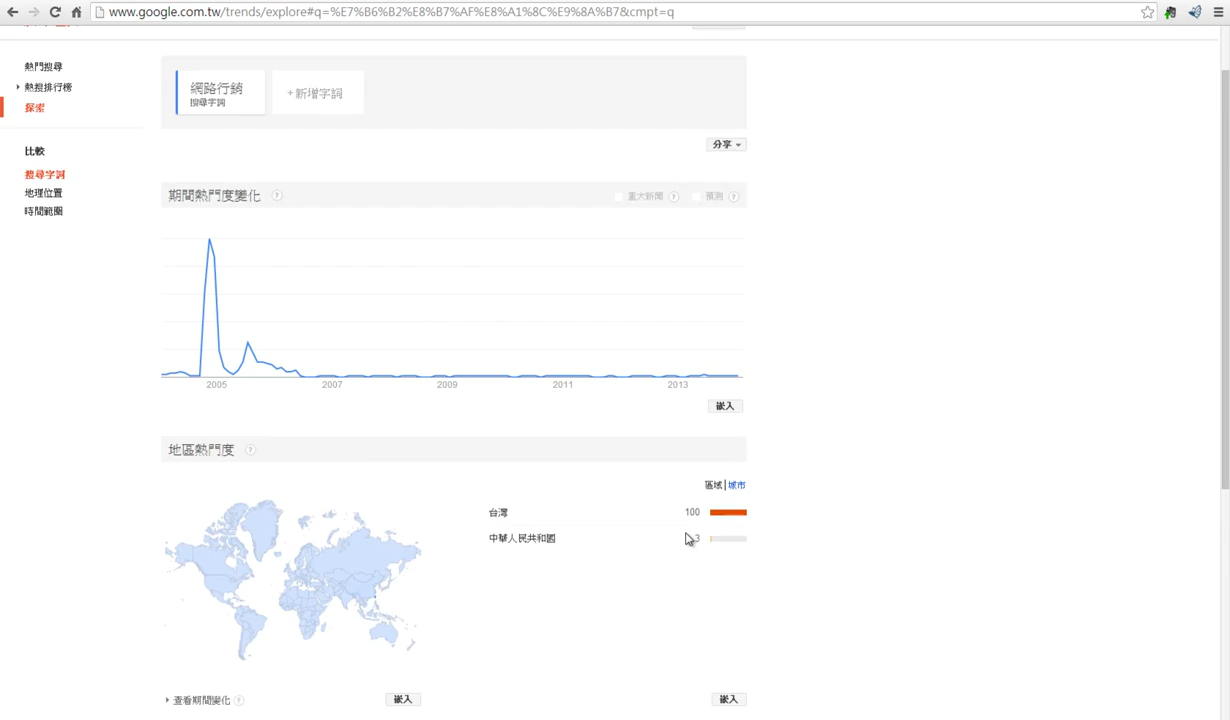 www.google.com.tw/trends/explore#q=%E7%B6%B2%E8%B7%AF%E8%A1%8C%E9%8A%B7&cmpt=q
熱門搜尋
熱搜排行榜
探索
比較
搜尋字詞
地理位置
時間範圍
網路行銷
搜尋字詞
+新增字詞
分享
期間熱門度變化 ?
重大新聞 ? 預測 ?
2005 2007 2009 2011 2013
嵌入
地區熱門度 ?
區域|城市
台灣 100
中華人民共和國 3
查看期間變化 ? 嵌入 嵌入